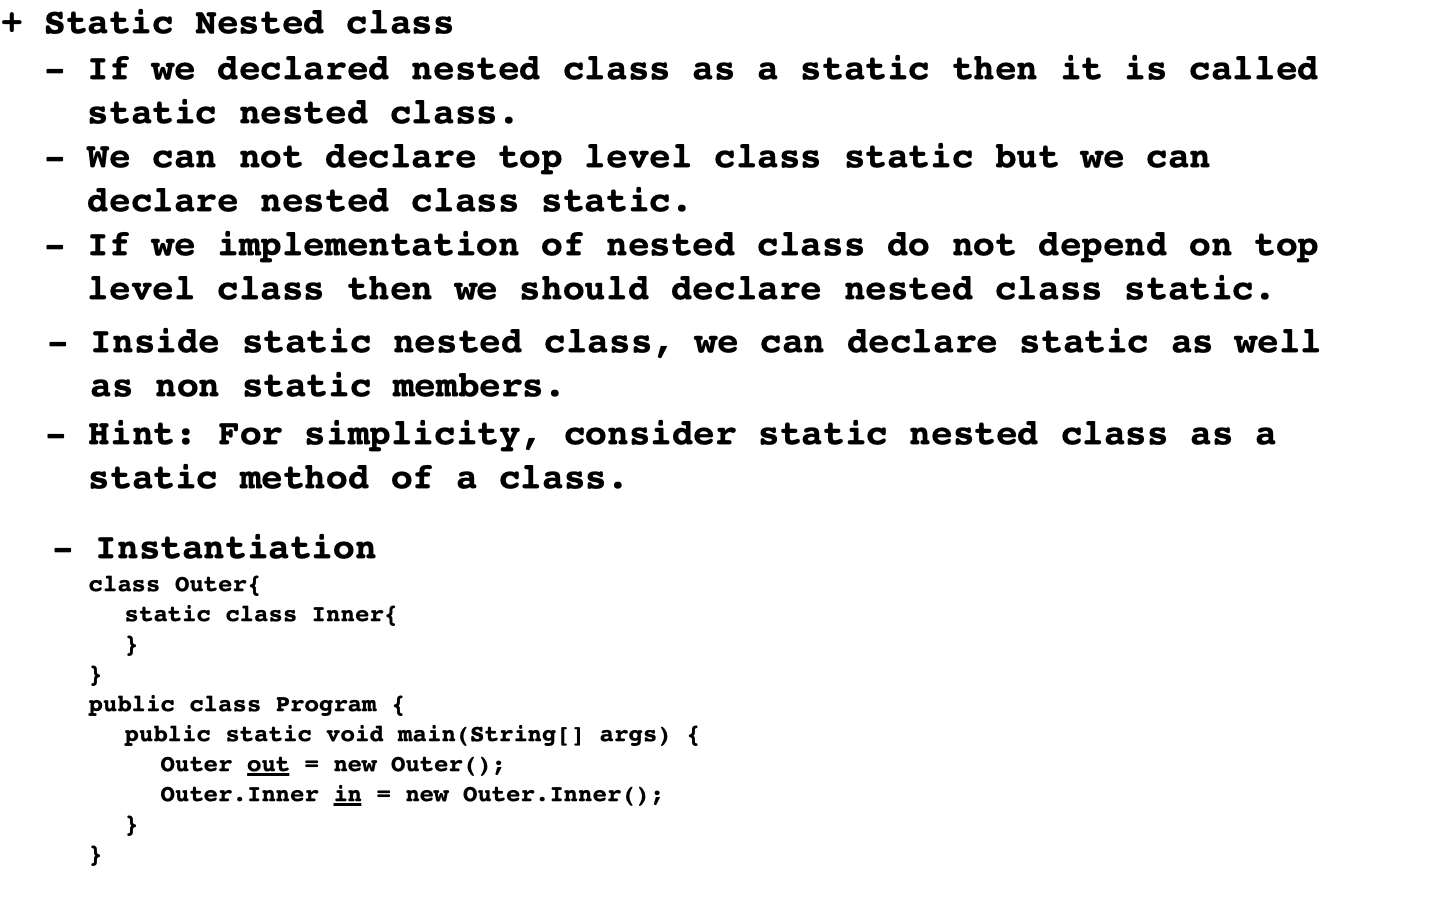 + Static Nested class
- If we declared nested class as a static then it is called
static nested class.
- We can not declare top level class static but we can
declare nested class static.
- If we implementation of nested class do not depend on top
level class then we should declare nested class static.
- Inside static nested class, we can declare static as well
as non static members.
- Hint: For simplicity, consider static nested class as a
static method of a class.
- Instantiation
class Outer{
static class Inner{
}
}
public class Program {
public static void main(String[] args) {
Outer out = new Outer();
Outer.Inner in = new Outer.Inner();
}
}